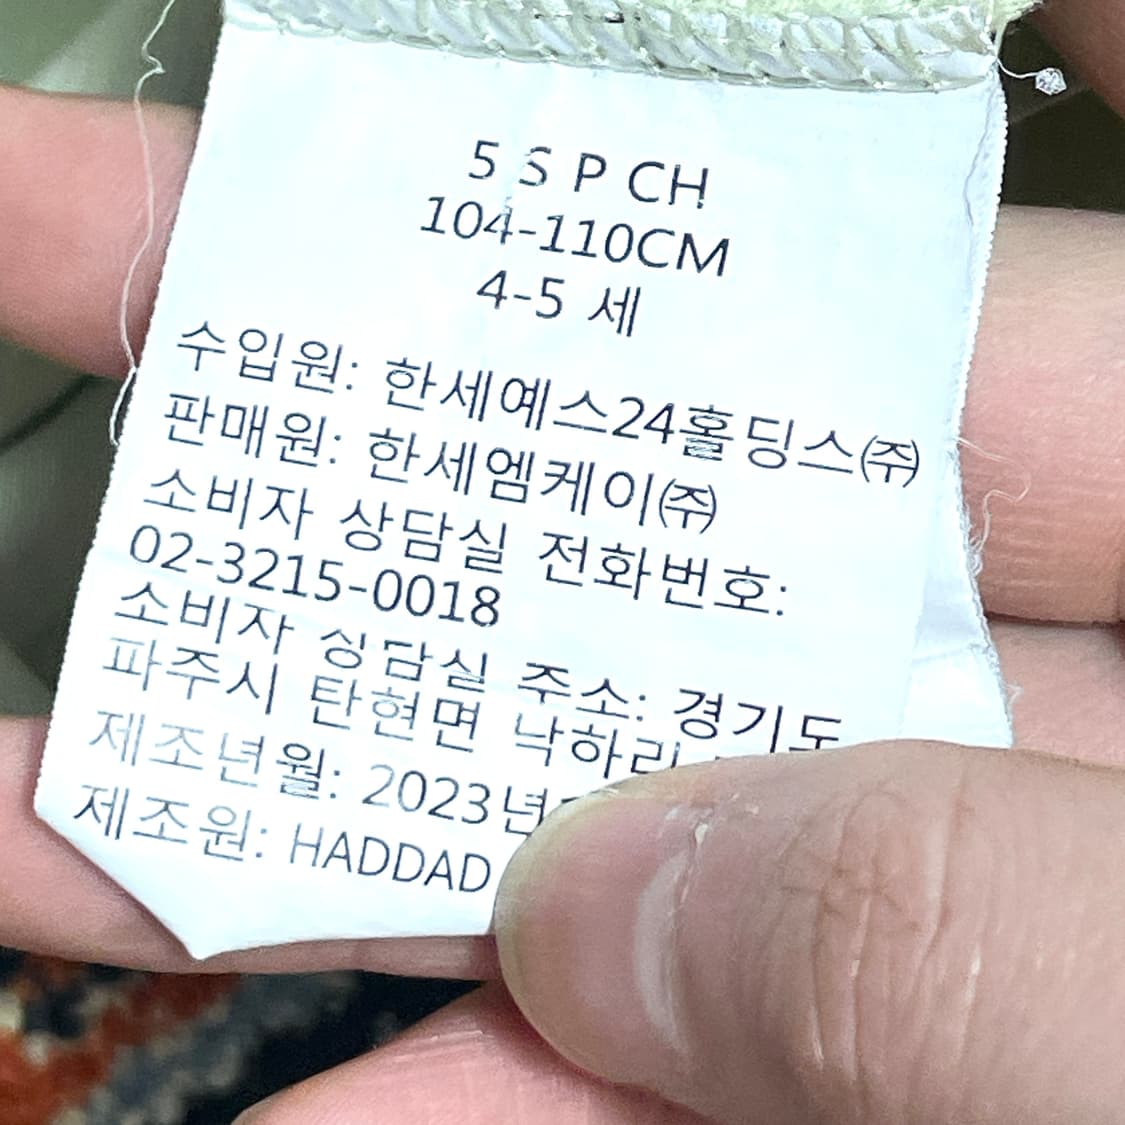 5 S P CH
104-110CM
4-5 세
수입원: 한세예스24홀딩스㈜
판매원: 한세엠케이㈜
소비자 상담실 전화번호:
02-3215-0018
소비자 상담실 주소: 경기도
파주시 탄현면 낙하리
제조년월: 2023년
제조원: HADDAD